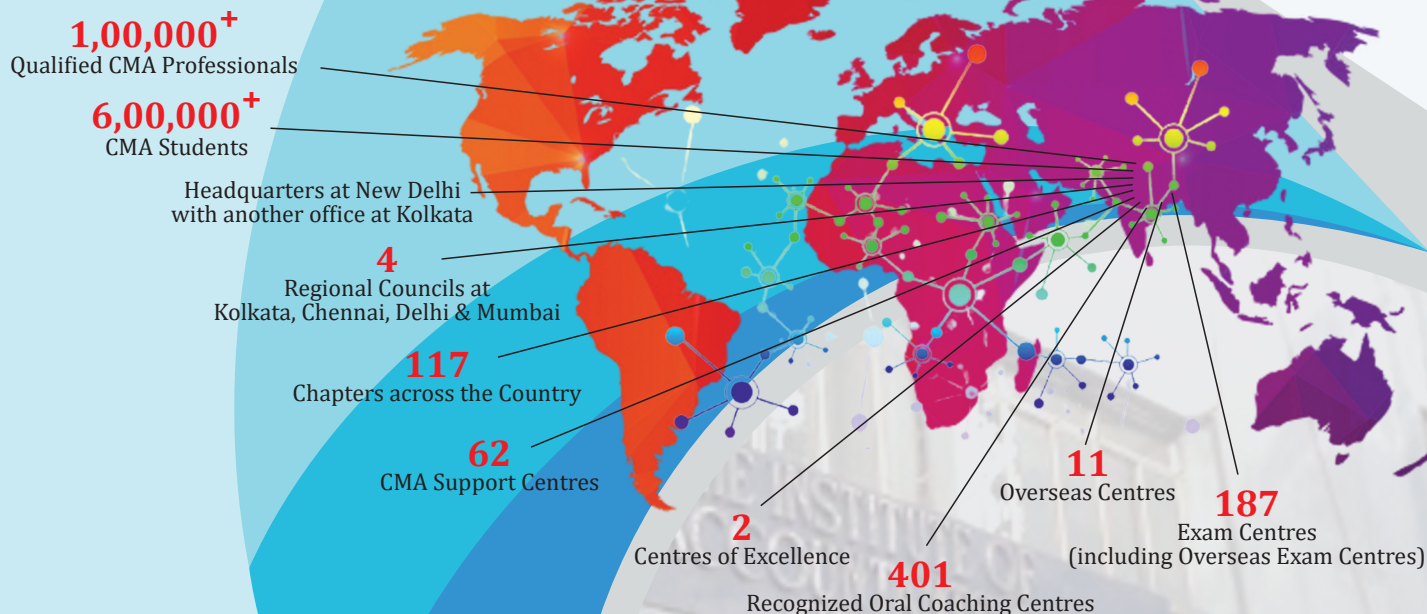 1,00,000+
Qualified CMA Professionals
6,00,000+
CMA Students
Headquarters at New Delhi
with another office at Kolkata
4
Regional Councils at
Kolkata, Chennai, Delhi & Mumbai
117
Chapters across the Country
62
CMA Support Centres
2
Centres of Excellence
401
Recognized Oral Coaching Centres
11
Overseas Centres
187
Exam Centres
(including Overseas Exam Centres)